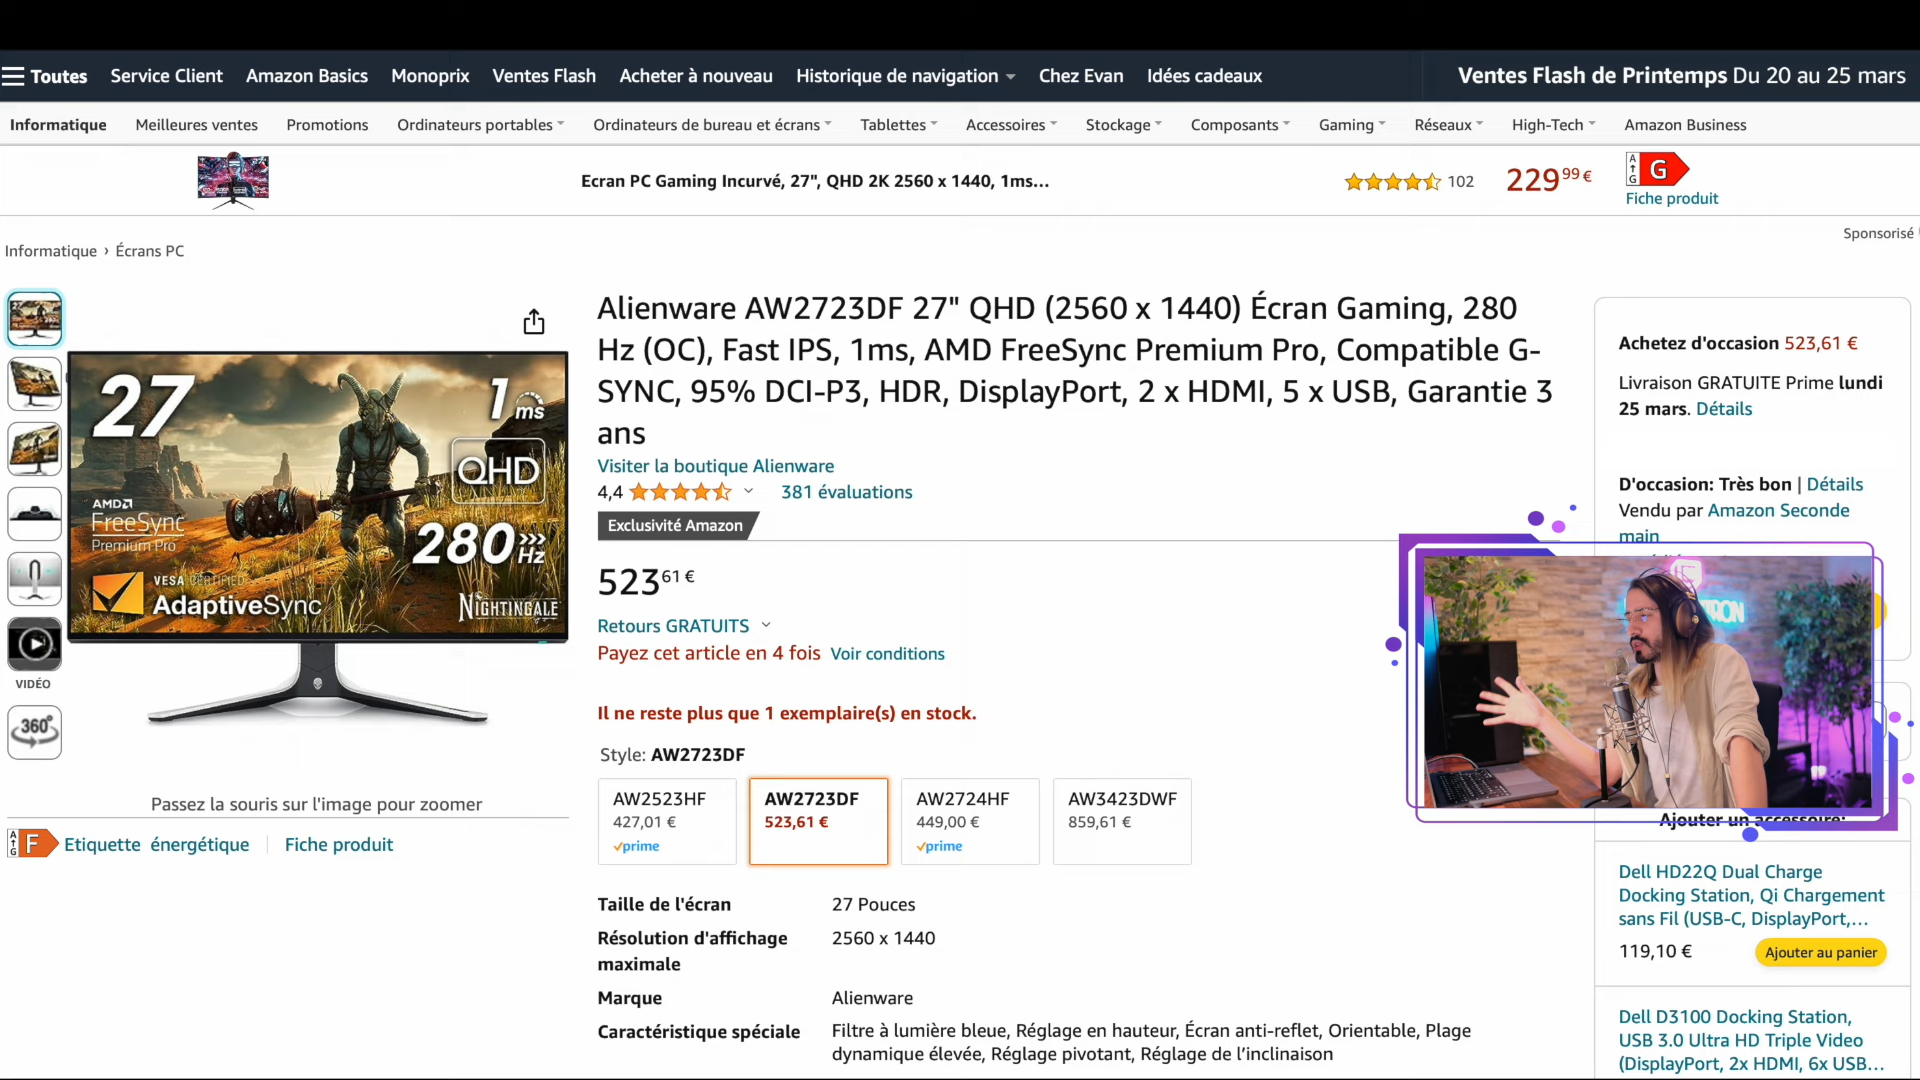 Toutes Service Client Amazon Basics Monoprix Ventes Flash Acheter à nouveau Historique de navigation Chez Evan Idées cadeaux Ventes Flash de Printemps Du 20 au 25 mars
Informatique Meilleures ventes Promotions Ordinateurs portables Ordinateurs de bureau et écrans Tablettes Accessoires Stockage Composants Gaming Réseaux High-Tech Amazon Business
Ecran PC Gaming Incurvé, 27", QHD 2K 2560 x 1440, 1ms... 102 229 99 € A G G
Fiche produit
Sponsorisé
Informatique › Écrans PC
27
1 ms
QHD
AMD
FreeSync
Premium Pro
280 Hz
VESA CERTIFIED
AdaptiveSync
NIGHTINGALE
VIDÉO
360°
Passez la souris sur l'image pour zoomer
A G F Etiquette énergétique Fiche produit
Alienware AW2723DF 27" QHD (2560 x 1440) Écran Gaming, 280
Hz (OC), Fast IPS, 1ms, AMD FreeSync Premium Pro, Compatible G-
SYNC, 95% DCI-P3, HDR, DisplayPort, 2 x HDMI, 5 x USB, Garantie 3
ans
Visiter la boutique Alienware
4,4 381 évaluations
Exclusivité Amazon
523 61 €
Retours GRATUITS
Payez cet article en 4 fois Voir conditions
Il ne reste plus que 1 exemplaire(s) en stock.
Style: AW2723DF
AW2523HF
427,01 €
prime
AW2723DF
523,61 €
AW2724HF
449,00 €
prime
AW3423DWF
859,61 €
Taille de l'écran 27 Pouces
Résolution d'affichage 2560 x 1440
maximale
Marque Alienware
Caractéristique spéciale Filtre à lumière bleue, Réglage en hauteur, Écran anti-reflet, Orientable, Plage
dynamique élevée, Réglage pivotant, Réglage de l'inclinaison
Achetez d'occasion 523,61 €
Livraison GRATUITE Prime lundi
25 mars. Détails
D'occasion: Très bon | Détails
Vendu par Amazon Seconde
main
Ajouter un accessoire:
Dell HD22Q Dual Charge
Docking Station, Qi Chargement
sans Fil (USB-C, DisplayPort,...
119,10 € Ajouter au panier
Dell D3100 Docking Station,
USB 3.0 Ultra HD Triple Video
(DisplayPort, 2x HDMI, 6x USB...